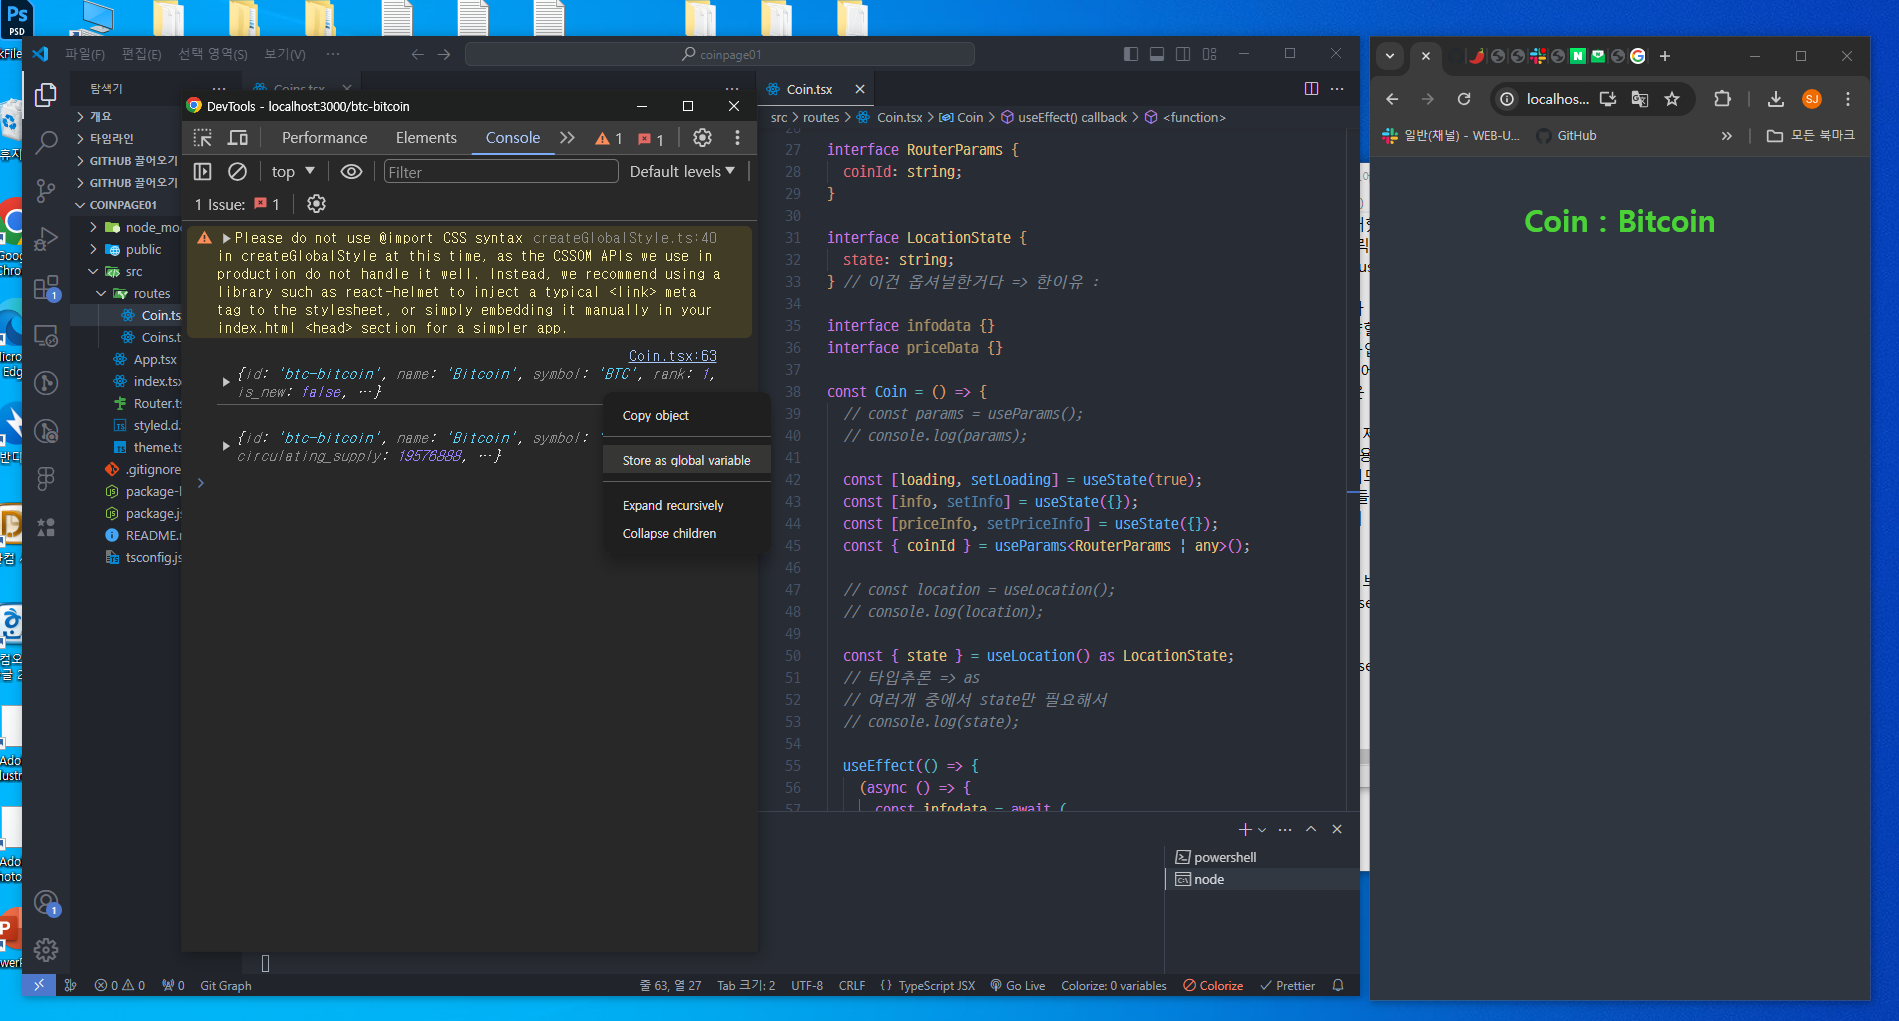 파일(F) 편집(E) 선택 영역(S) 보기(V) ··· coinpage01
탐색기
개요
타임라인
GITHUB 끌어오기
GITHUB 끌어오기
COINPAGE01
node_mo
public
src
routes
Coin.ts
Coins.t
App.tsx
index.tsx
Router.ts
styled.d.
theme.ts
.gitignore
package-l
package.js
README.
tsconfig.js
DevTools - localhost:3000/btc-bitcoin
Performance Elements Console 1 1
top Filter Default levels
1 Issue: 1
Please do not use @import CSS syntax createGlobalStyle.ts:40
in createGlobalStyle at this time, as the CSSOM APIs we use in
production do not handle it well. Instead, we recommend using a
library such as react-helmet to inject a typical <link> meta
tag to the stylesheet, or simply embedding it manually in your
index.html <head> section for a simpler app.
Coin.tsx:63
{id: 'btc-bitcoin', name: 'Bitcoin', symbol: 'BTC', rank: 1,
is_new: false, …}
{id: 'btc-bitcoin', name: 'Bitcoin', symbol:
circulating_supply: 19576888, …}
Copy object
Store as global variable
Expand recursively
Collapse children
Coins.tsx
Coin.tsx
src > routes > Coin.tsx > Coin > useEffect() callback > <function>
27 interface RouterParams {
28 coinId: string;
29 }
30
31 interface LocationState {
32 state: string;
33 } // 이건 옵셔널한거다 => 한이유 :
34
35 interface infodata {}
36 interface priceData {}
37
38 const Coin = () => {
39 // const params = useParams();
40 // console.log(params);
41
42 const [loading, setLoading] = useState(true);
43 const [info, setInfo] = useState({});
44 const [priceInfo, setPriceInfo] = useState({});
45 const { coinId } = useParams<RouterParams | any>();
46
47 // const location = useLocation();
48 // console.log(location);
49
50 const { state } = useLocation() as LocationState;
51 // 타입추론 => as
52 // 여러개 중에서 state만 필요해서
53 // console.log(state);
54
55 useEffect(() => {
56 (async () => {
57 const infodata = await (
powershell
node
0 0 0 Git Graph 줄 63, 열 27 Tab 크기: 2 UTF-8 CRLF {} TypeScript JSX Go Live Colorize: 0 variables Colorize Prettier
localhos... SJ
일반(채널) - WEB-U... GitHub 모든 북마크
Coin : Bitcoin